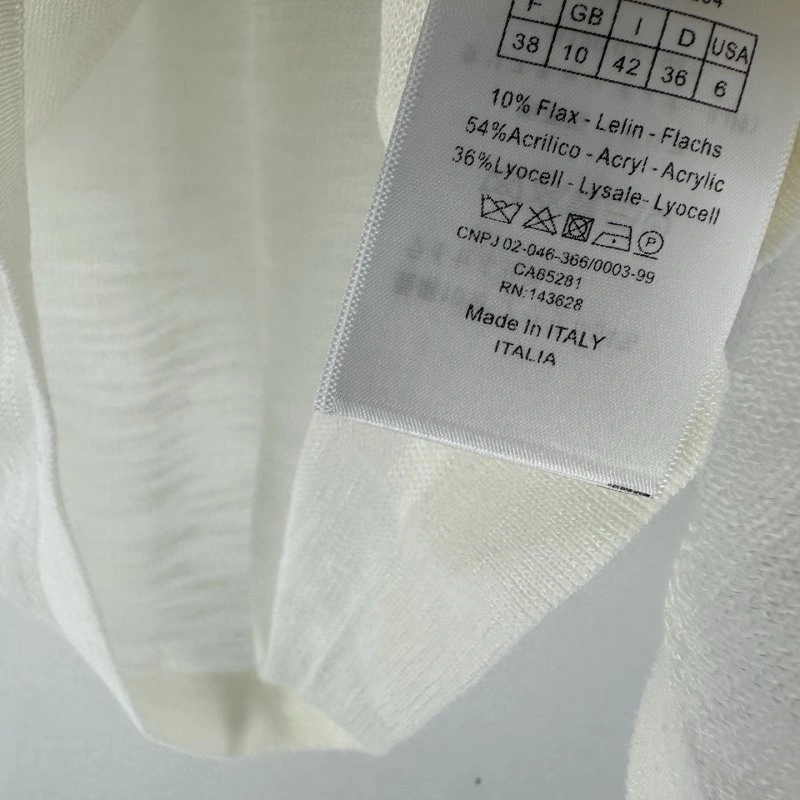 F GB I D USA
38 10 42 36 6
10% Flax - Lelin - Flachs
54%Acrilico - Acryl - Acrylic
36%Lyocell - Lysale- Lyocell
P
CNPJ 02-046-366/0003-99
CA65281
RN:143628
Made In ITALY
ITALIA